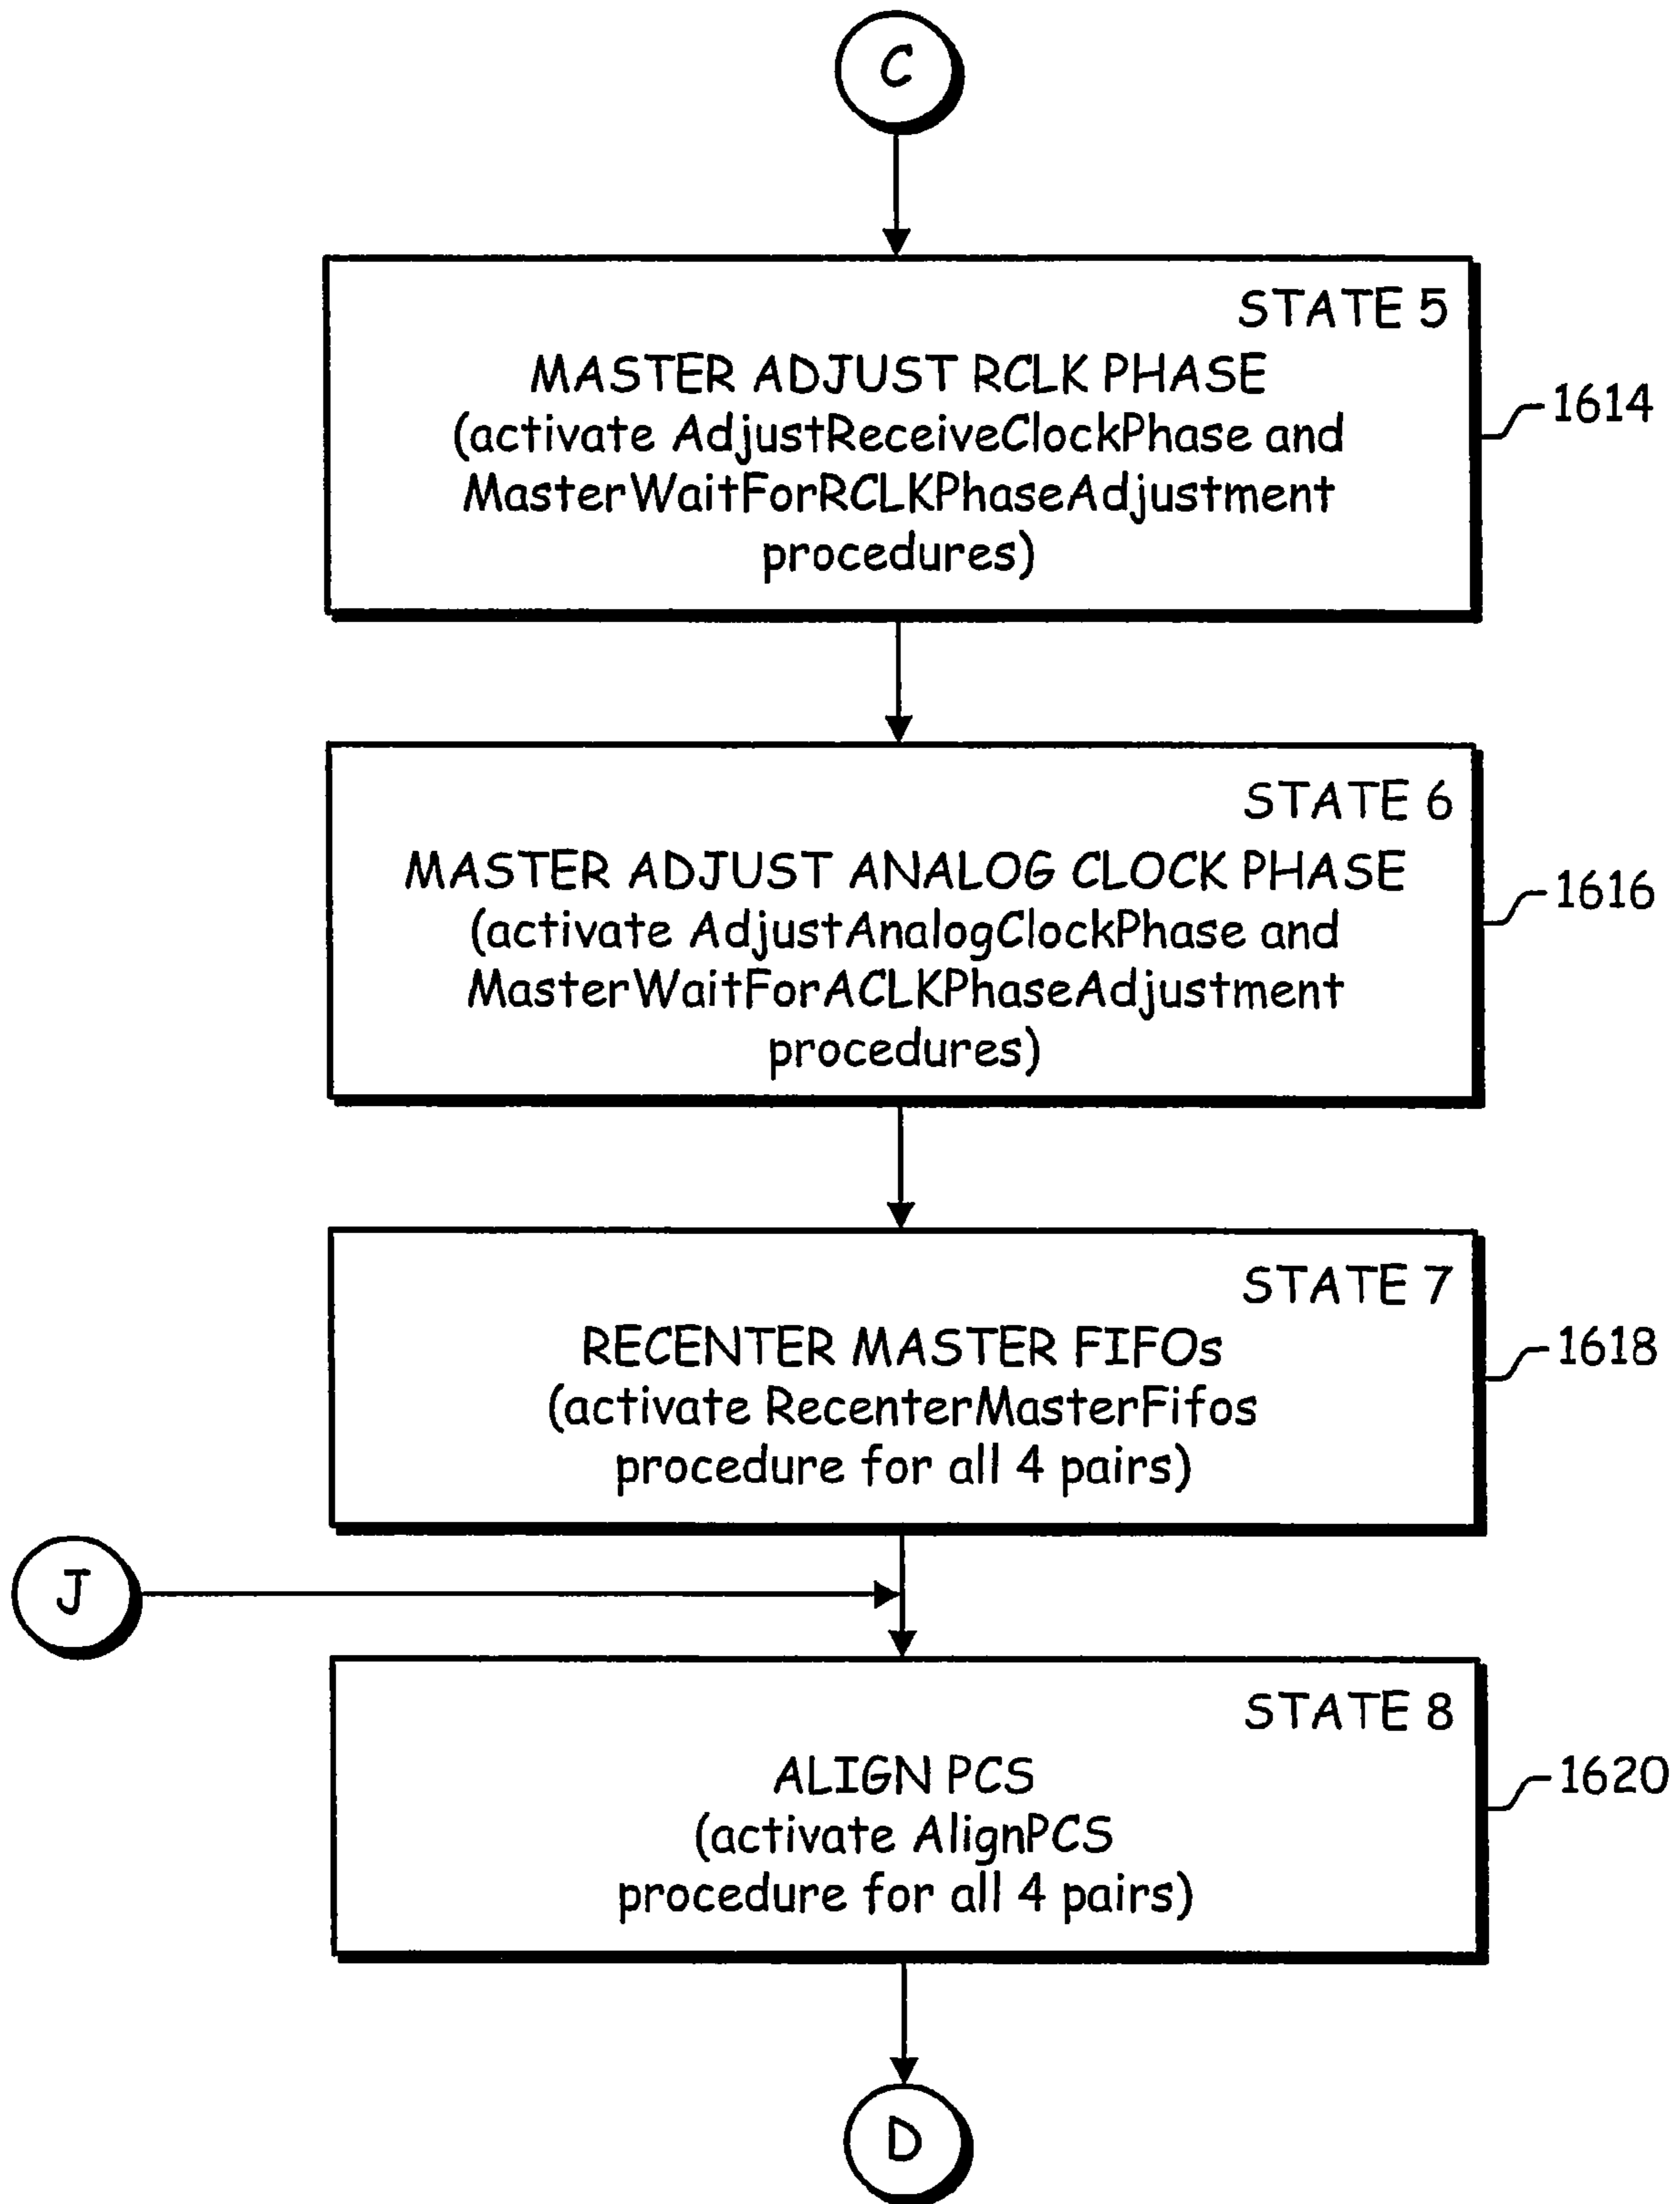 C
STATE 5
MASTER ADJUST RCLK PHASE
(activate AdjustReceiveClockPhase and
MasterWaitForRCLKPhaseAdjustment
procedures)
1614
STATE 6
MASTER ADJUST ANALOG CLOCK PHASE
(activate AdjustAnalogClockPhase and
MasterWaitForACLKPhaseAdjustment
procedures)
1616
STATE 7
RECENTER MASTER FIFOs
(activate RecenterMasterFifos
procedure for all 4 pairs)
1618
J
STATE 8
ALIGN PCS
(activate AlignPCS
procedure for all 4 pairs)
1620
D